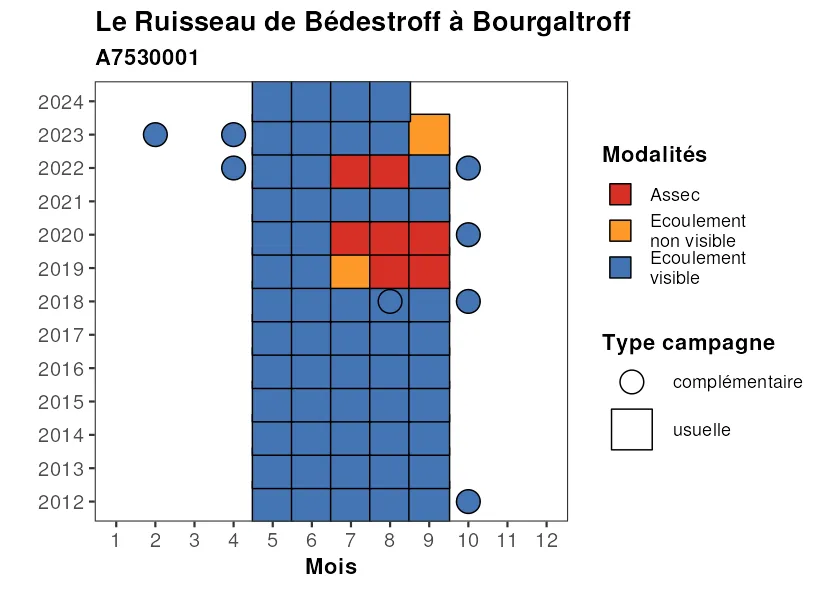 Le Ruisseau de Bédestroff à Bourgaltroff
A7530001
2024
2023
2022
2021
2020
2019
2018
2017
2016
2015
2014
2013
2012
1 2 3 4 5 6 7 8 9 10 11 12
Mois
Modalités
Assec
Ecoulement
non visible
Ecoulement
visible
Type campagne
complémentaire
usuelle